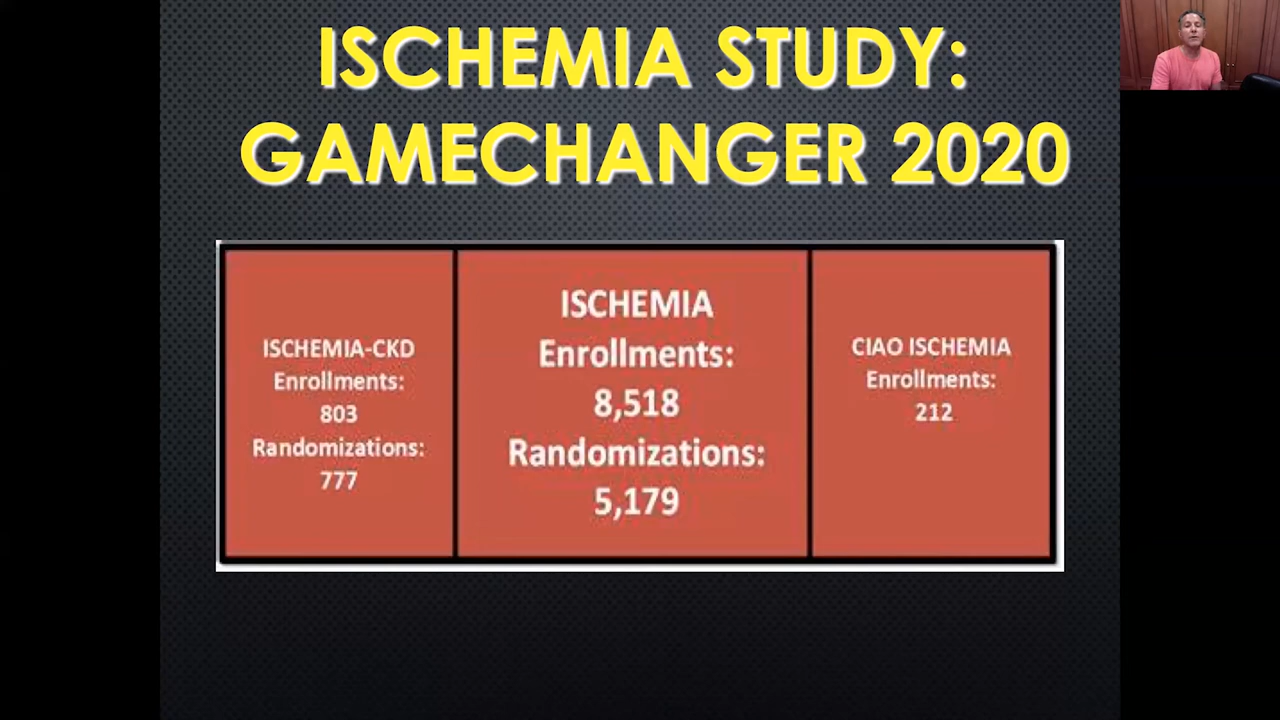 ISCHEMIA STUDY:
GAMECHANGER 2020
ISCHEMIA-CKD
Enrollments:
803
Randomizations:
777
ISCHEMIA
Enrollments:
8,518
Randomizations:
5,179
CIAO ISCHEMIA
Enrollments:
212